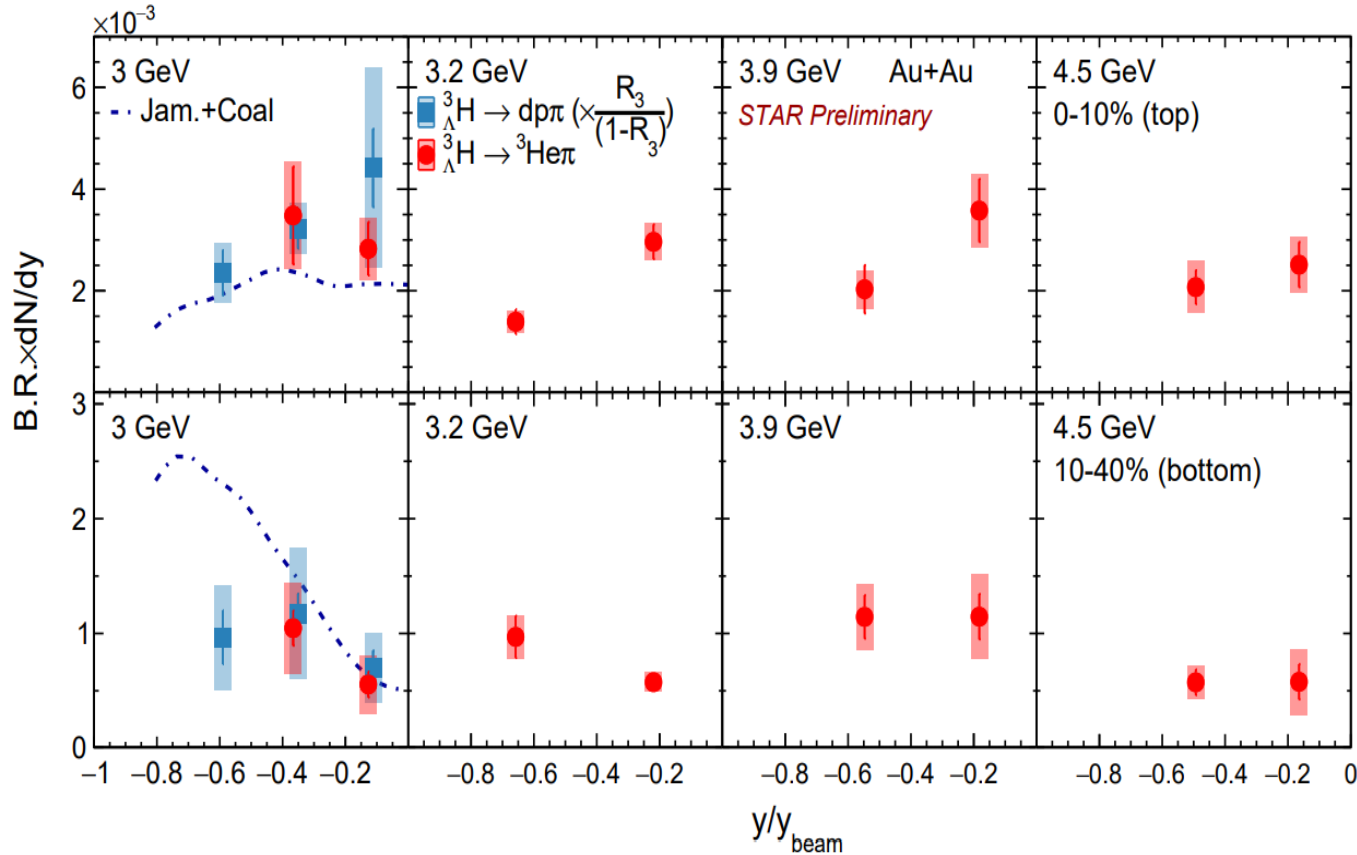 ×10⁻³
3 GeV
Jam.+Coal
3.2 GeV
³ΛH → dpπ (× R₃/(1-R₃))
³ΛH → ³Heπ
3.9 GeV Au+Au
STAR Preliminary
4.5 GeV
0-10% (top)
6
4
2
B.R.×dN/dy
3 GeV
3.2 GeV
3.9 GeV
4.5 GeV
10-40% (bottom)
3
2
1
0
−1 −0.8 −0.6 −0.4 −0.2 −0.8 −0.6 −0.4 −0.2 −0.8 −0.6 −0.4 −0.2 −0.8 −0.6 −0.4 −0.2 0
y/y_beam